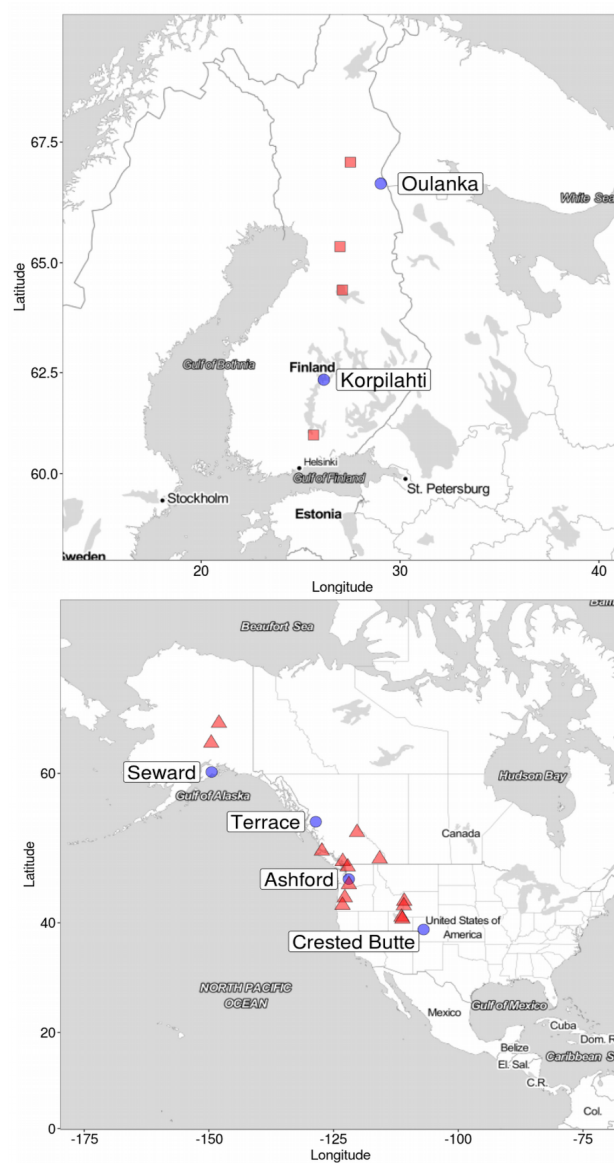 67.5
Oulanka
White Sea
65.0
Latitude
Gulf of Bothnia
62.5
Finland
Korpilahti
Helsinki
60.0
Gulf of Finland
Stockholm
St. Petersburg
Estonia
Sweden
20
30
40
Longitude
Beaufort Sea
Seward
60
Gulf of Alaska
Hudson Bay
Terrace
Canada
Latitude
Ashford
40
United States of
America
Crested Butte
NORTH PACIFIC
OCEAN
Gulf of Mexico
Mexico
20
Cuba
Dom. R
Belize
Caribbean S
El. Sal.
C.R.
Col.
0
-175
-150
-125
-100
-75
Longitude